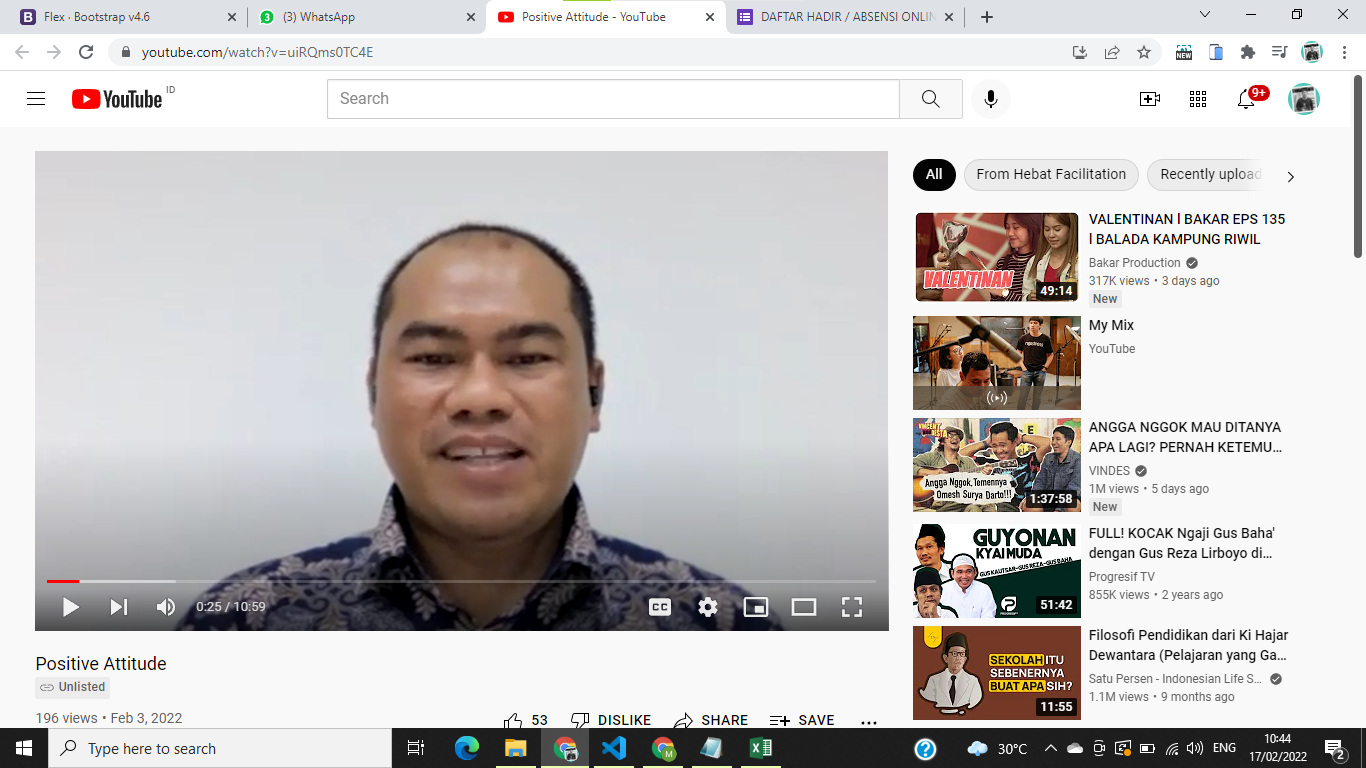 Flex · Bootstrap v4.6
(3) WhatsApp
Positive Attitude - YouTube
DAFTAR HADIR / ABSENSI ONLIN
youtube.com/watch?v=uiRQms0TC4E
NEW
YouTube ID
Search
9+
All
From Hebat Facilitation
Recently upload
VALENTINAN
49:14
VALENTINAN l BAKAR EPS 135
l BALADA KAMPUNG RIWIL
Bakar Production
317K views • 3 days ago
New
My Mix
YouTube
VINCENT
DESTA
Angga Nggok, Temennya
Omesh Surya Darto!!!
1:37:58
ANGGA NGGOK MAU DITANYA
APA LAGI? PERNAH KETEMU...
VINDES
1M views • 5 days ago
New
GUYONAN
KYAI MUDA
GUS KAUTSAR-GUS REZA-GUS BAHA
51:42
FULL! KOCAK Ngaji Gus Baha'
dengan Gus Reza Lirboyo di...
Progresif TV
855K views • 2 years ago
SEKOLAH ITU
SEBENERNYA
BUAT APA SIH?
11:55
Filosofi Pendidikan dari Ki Hajar
Dewantara (Pelajaran yang Ga...
Satu Persen - Indonesian Life S...
1.1M views • 9 months ago
0:25 / 10:59
CC
Positive Attitude
Unlisted
196 views • Feb 3, 2022
53
DISLIKE
SHARE
SAVE
Type here to search
M
30°C
ENG
10:44
17/02/2022
2